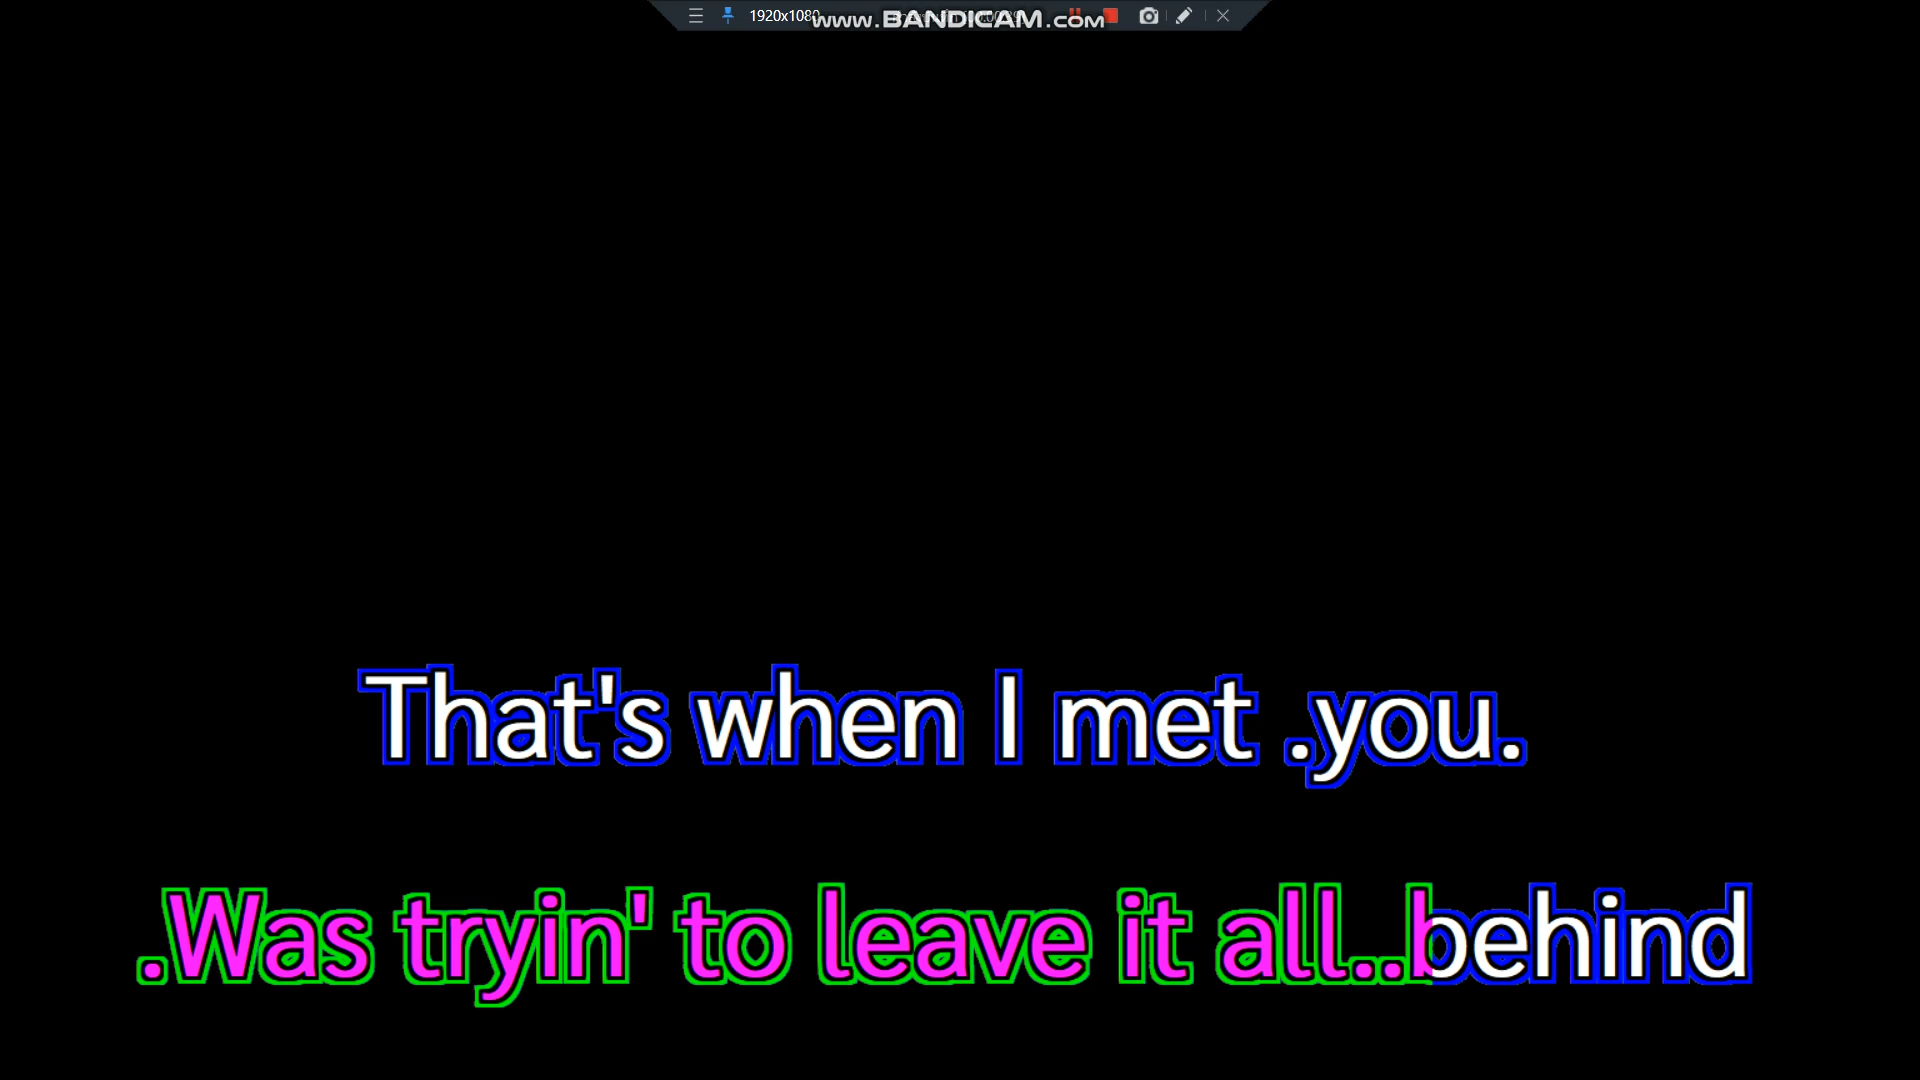 1920x1080
www.BANDICAM.com
That's when I met .you.
.Was tryin' to leave it all..behind